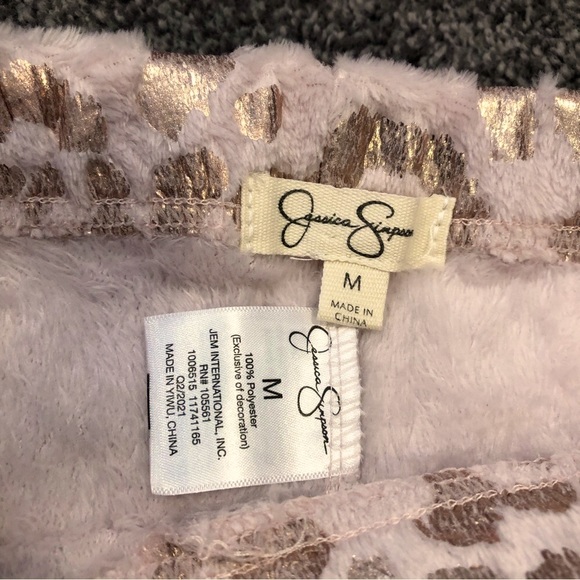 Jessica Simpson
M
MADE IN
CHINA
Jessica Simpson
M
100% Polyester
(Exclusive of decoration)
JEM INTERNATIONAL, INC.
RN# 105561
1006515 11741165
Q2/2021
MADE IN YIWU, CHINA